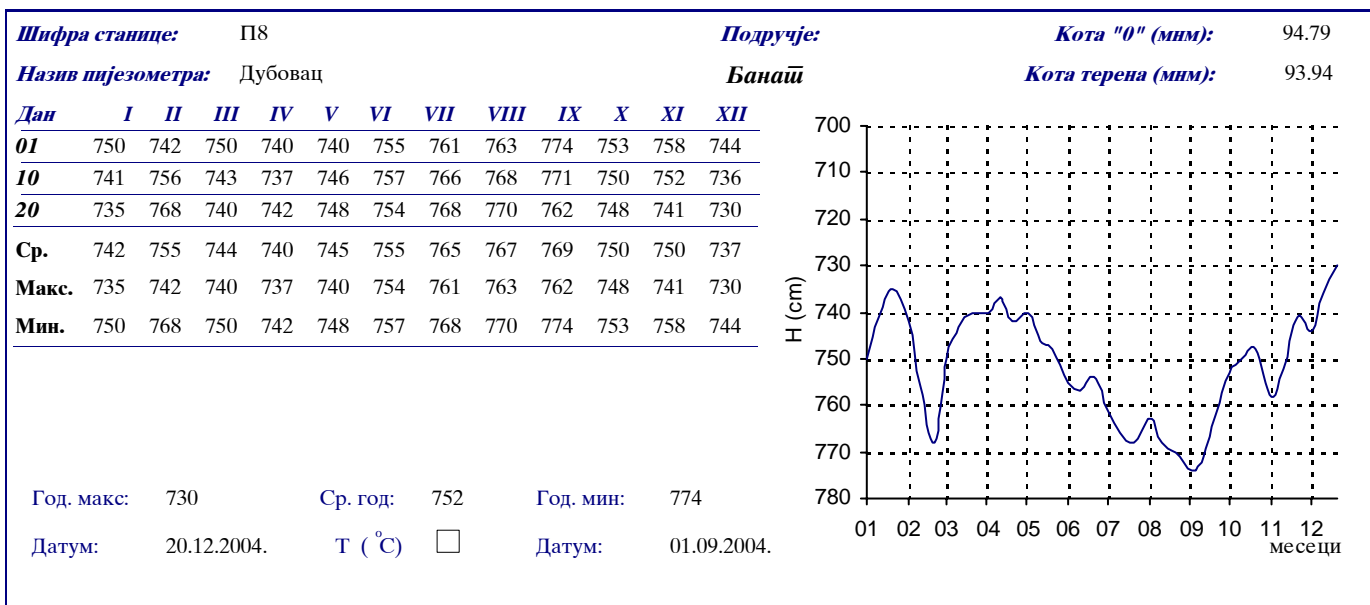 Шифра станице: П8 Подручје: Кота "0" (мнм): 94.79
Назив пијезометра: Дубовац Банат Кота терена (мнм): 93.94
Дан I II III IV V VI VII VIII IX X XI XII
01 750 742 750 740 740 755 761 763 774 753 758 744
10 741 756 743 737 746 757 766 768 771 750 752 736
20 735 768 740 742 748 754 768 770 762 748 741 730
Ср. 742 755 744 740 745 755 765 767 769 750 750 737
Макс. 735 742 740 737 740 754 761 763 762 748 741 730
Мин. 750 768 750 742 748 757 768 770 774 753 758 744
H (cm)
700
710
720
730
740
750
760
770
780
01 02 03 04 05 06 07 08 09 10 11 12
месеци
Год. макс: 730 Ср. год: 752 Год. мин: 774
Датум: 20.12.2004. Т ( °С) Датум: 01.09.2004.